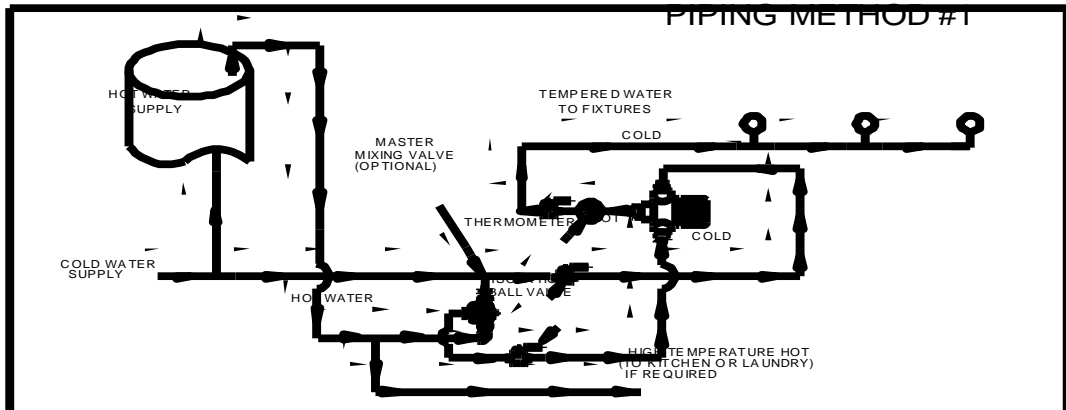 PIPING METHOD #1
HOT WATER
SUPPLY
TEMPERED WATER
TO FIXTURES
COLD
MASTER
MIXING VALVE
(OPTIONAL)
THERMOMETER
COLD
COLD WATER
SUPPLY
HOT WATER
BALL VALVE
HIGH TEMPERATURE HOT
(TO KITCHEN OR LAUNDRY)
IF REQUIRED